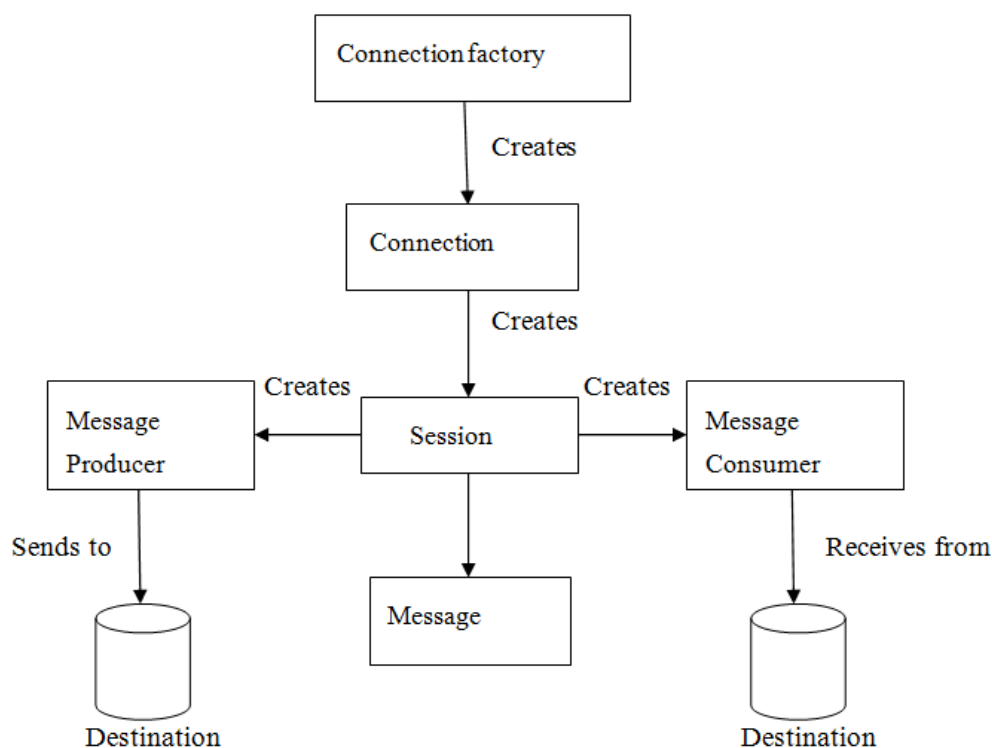 Connection factory
Creates
Connection
Creates
Creates
Creates
Message
Producer
Session
Message
Consumer
Sends to
Receives from
Message
Destination
Destination